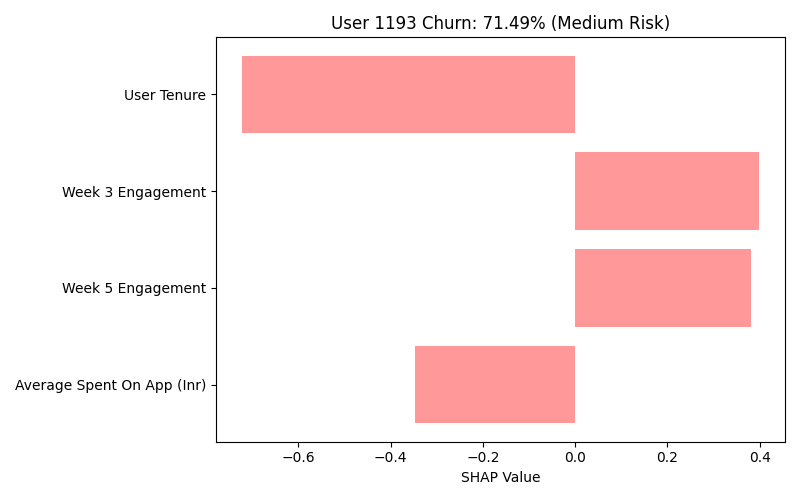 User 1193 Churn: 71.49% (Medium Risk)
User Tenure
Week 3 Engagement
Week 5 Engagement
Average Spent On App (Inr)
−0.6 −0.4 −0.2 0.0 0.2 0.4
SHAP Value